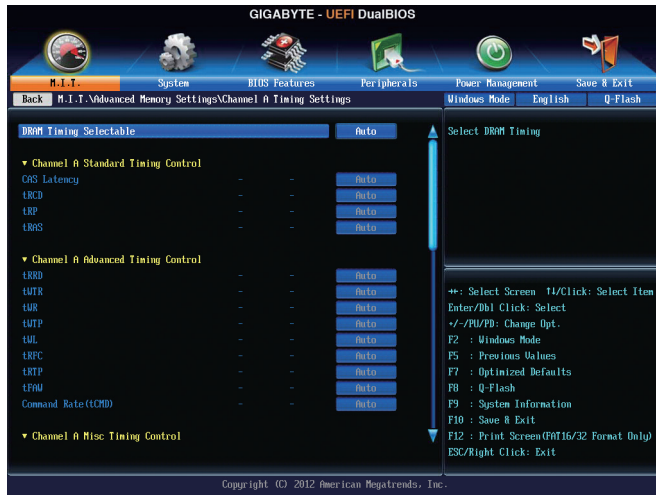 GIGABYTE - UEFI DualBIOS
M.I.T. System BIOS Features Peripherals Power Management Save & Exit
Back M.I.T.\Advanced Memory Settings\Channel A Timing Settings
Windows Mode English Q-Flash
DRAM Timing Selectable Auto
▼ Channel A Standard Timing Control
CAS Latency - - Auto
tRCD - - Auto
tRP - - Auto
tRAS - - Auto
▼ Channel A Advanced Timing Control
tRRD - - Auto
tWTR - - Auto
tWR - - Auto
tWTP - - Auto
tWL - - Auto
tRFC - - Auto
tRTP - - Auto
tFAW - - Auto
Command Rate(tCMD) - - Auto
▼ Channel A Misc Timing Control
Select DRAM Timing
↔: Select Screen ↑↓/Click: Select Item
Enter/Dbl Click: Select
+/-/PU/PD: Change Opt.
F2 : Windows Mode
F5 : Previous Values
F7 : Optimized Defaults
F8 : Q-Flash
F9 : System Information
F10 : Save & Exit
F12 : Print Screen(FAT16/32 Format Only)
ESC/Right Click: Exit
Copyright (C) 2012 American Megatrends, Inc.